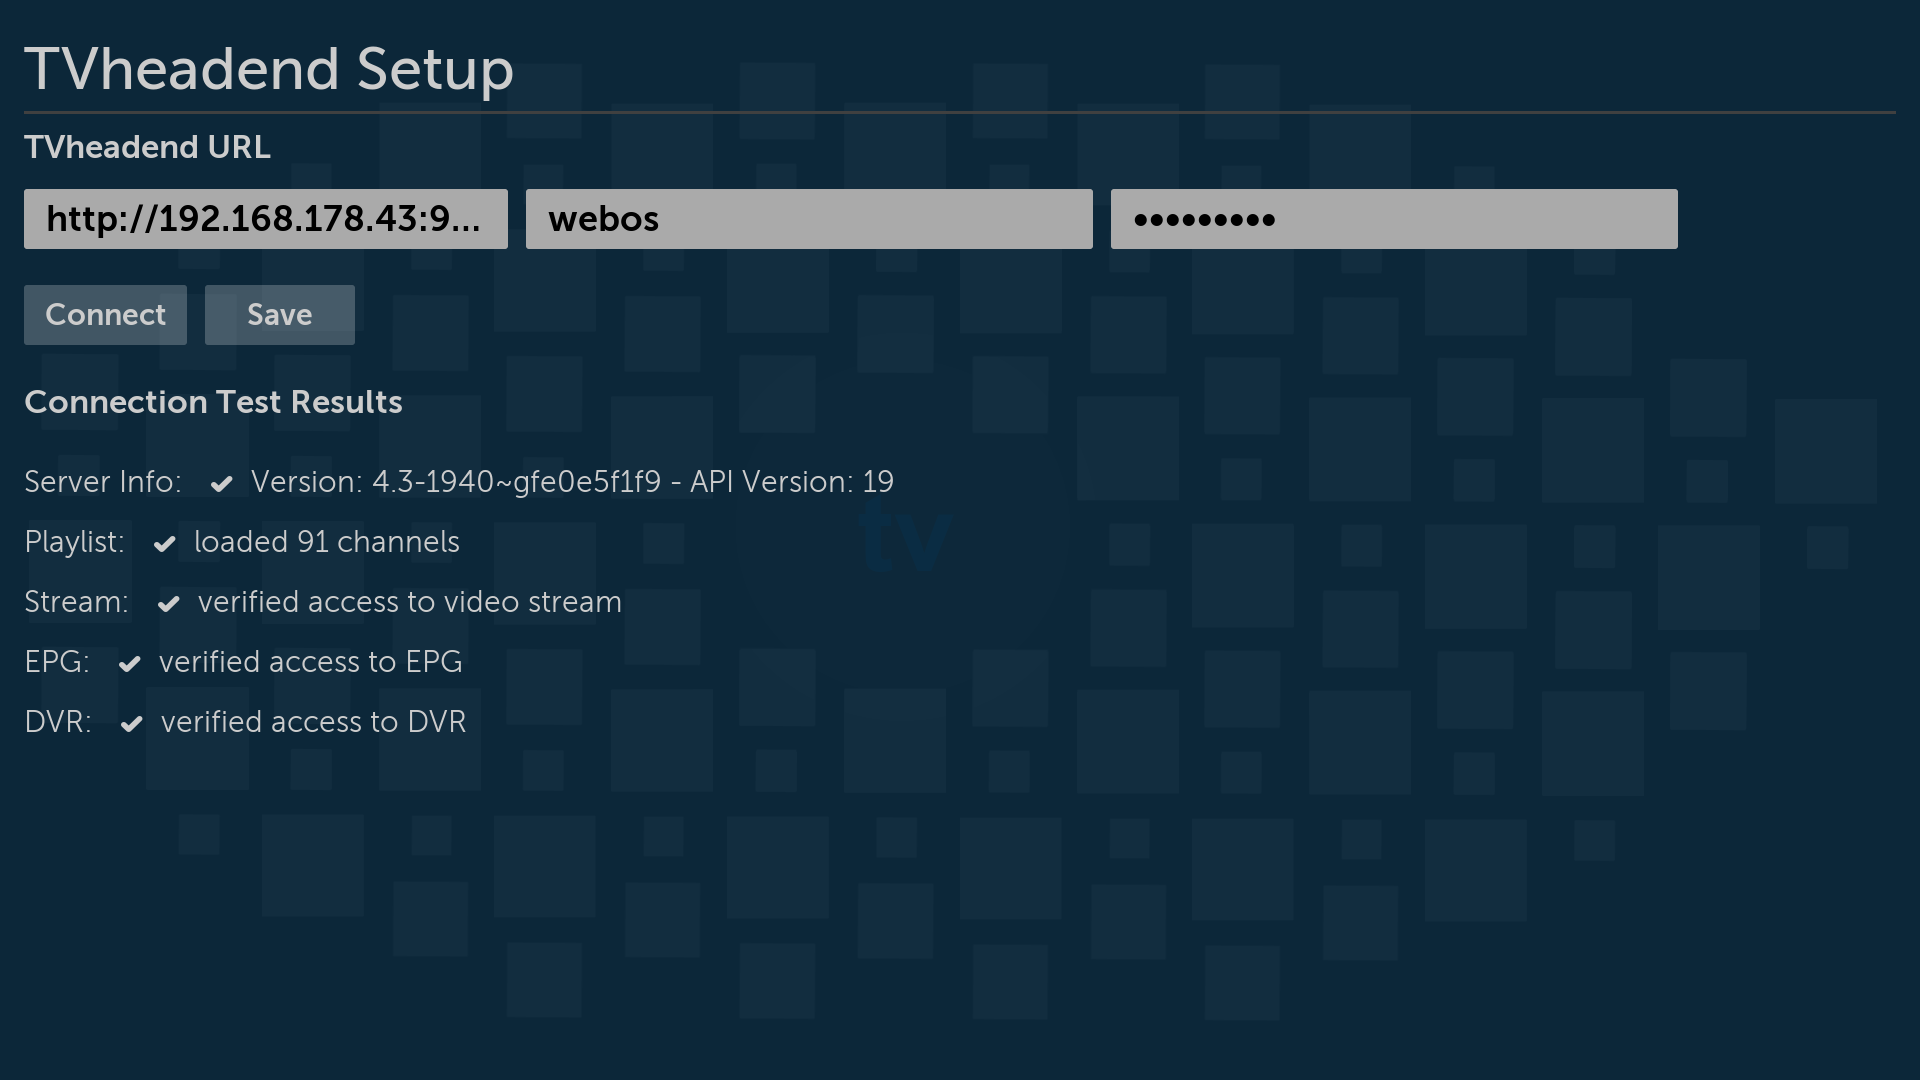 TVheadend Setup
TVheadend URL
http://192.168.178.43:9...
webos
•••••••••
Connect
Save
Connection Test Results
Server Info: ✔ Version: 4.3-1940~gfe0e5f1f9 - API Version: 19
Playlist: ✔ loaded 91 channels
Stream: ✔ verified access to video stream
EPG: ✔ verified access to EPG
DVR: ✔ verified access to DVR
tv